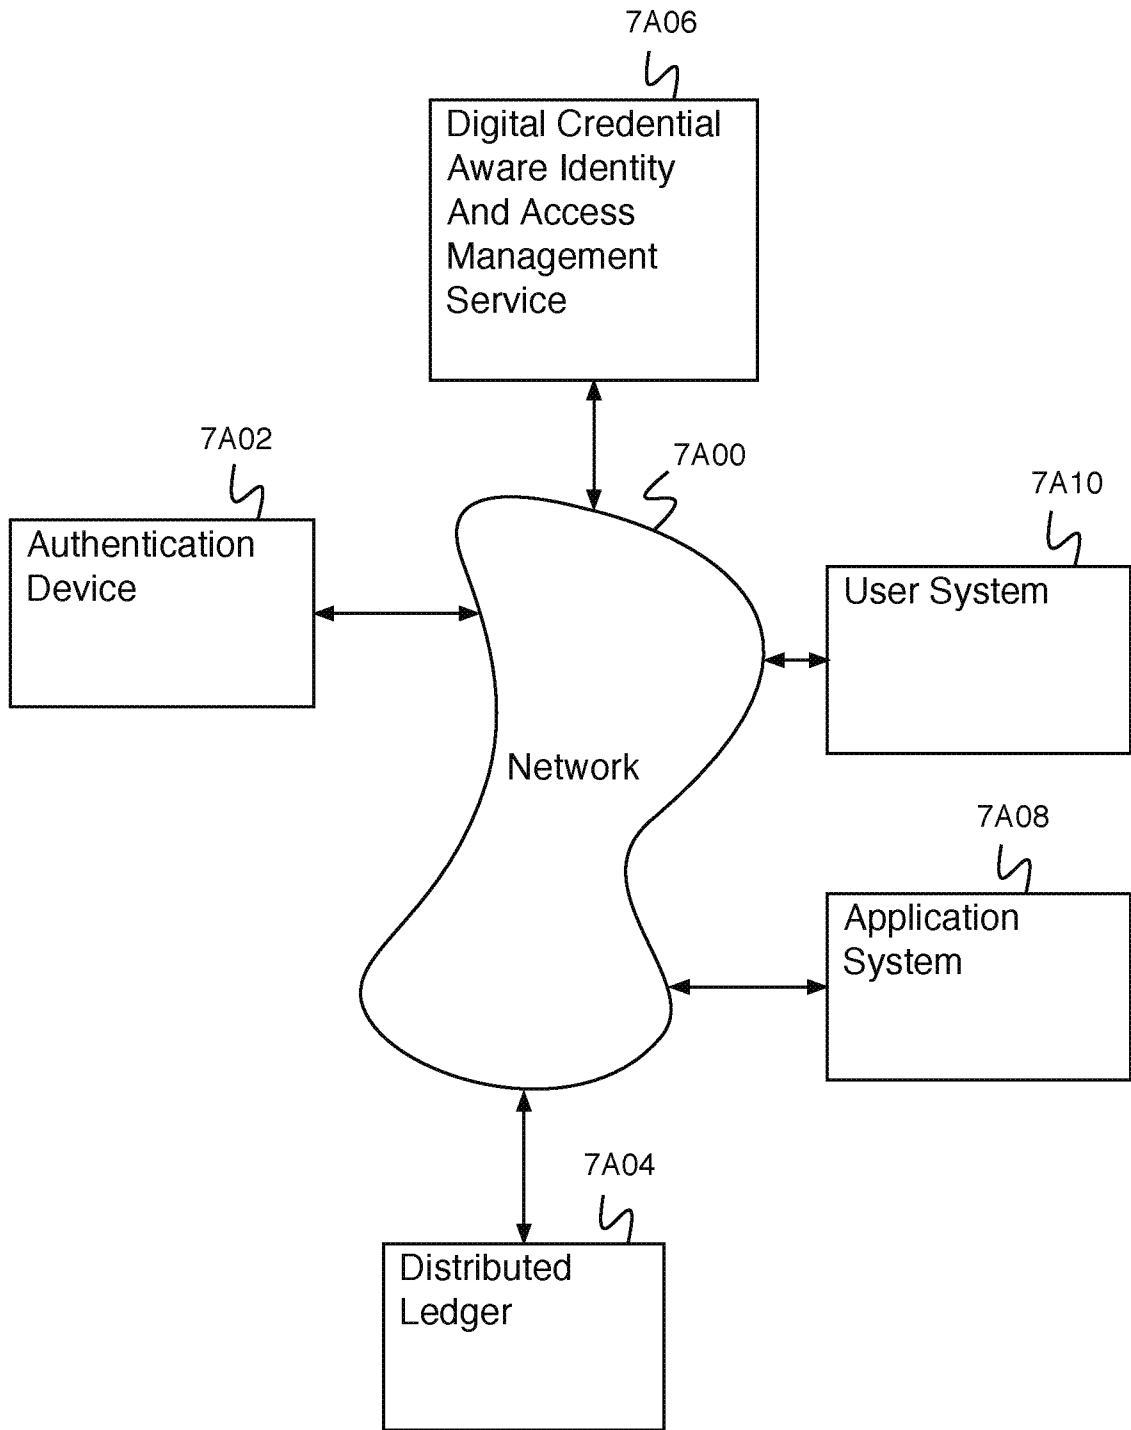 7A06
Digital Credential
Aware Identity
And Access
Management
Service
7A02
Authentication
Device
7A00
7A10
User System
Network
7A08
Application
System
7A04
Distributed
Ledger